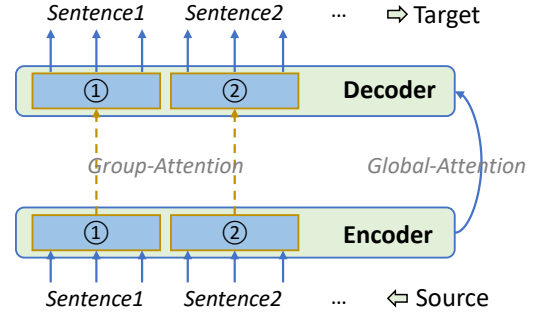 Sentence1 Sentence2 ... Target
① ② Decoder
Group-Attention Global-Attention
① ② Encoder
Sentence1 Sentence2 ... Source